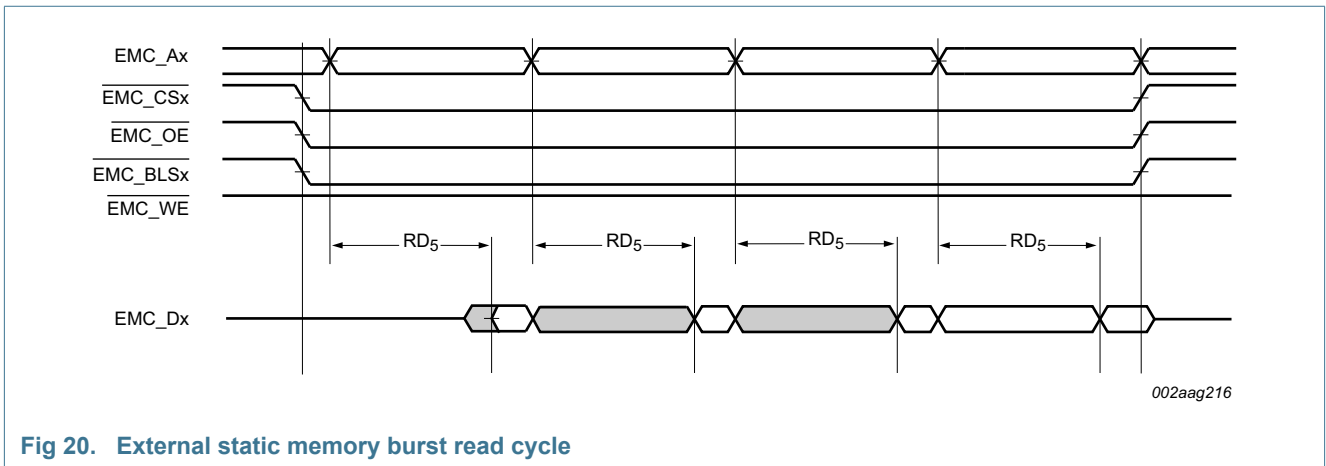 EMC_Ax
EMC_CSx
EMC_OE
EMC_BLSx
EMC_WE
RD5 RD5 RD5 RD5
EMC_Dx
002aag216
Fig 20. External static memory burst read cycle